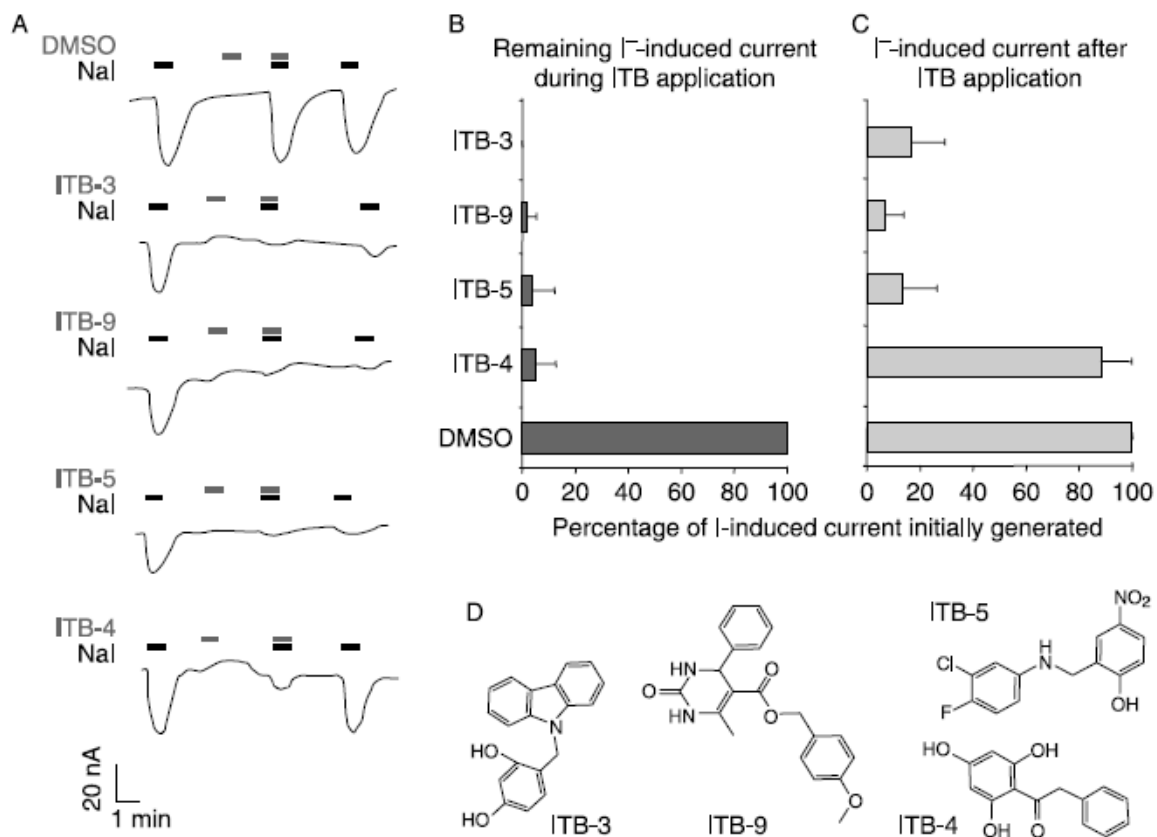 A
DMSO
NaI
ITB-3
NaI
ITB-9
NaI
ITB-5
NaI
ITB-4
NaI
20 nA
1 min
B
Remaining I⁻-induced current
during ITB application
ITB-3
ITB-9
ITB-5
ITB-4
DMSO
0 20 40 60 80 100
C
I⁻-induced current after
ITB application
0 20 40 60 80 100
Percentage of I-induced current initially generated
D
N
HO
HO
ITB-3
HN
O
N
H
O
O
O
ITB-9
ITB-5
NO₂
H
N
Cl
F
OH
HO
OH
OH
O
ITB-4